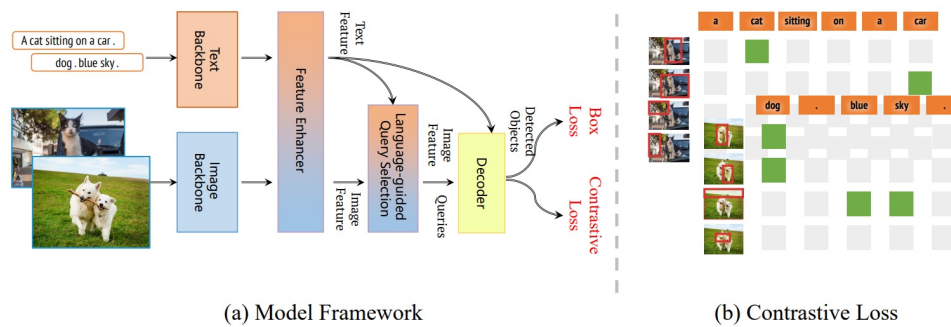 A cat sitting on a car .
dog . blue sky .
Text
Backbone
Image
Backbone
Feature Enhancer
Text
Feature
Image
Feature
Language-guided
Query Selection
Image
Feature
Queries
Decoder
Detected
Objects
Box
Loss
Contrastive
Loss
(a) Model Framework
a cat sitting on a car
dog . blue sky .
(b) Contrastive Loss